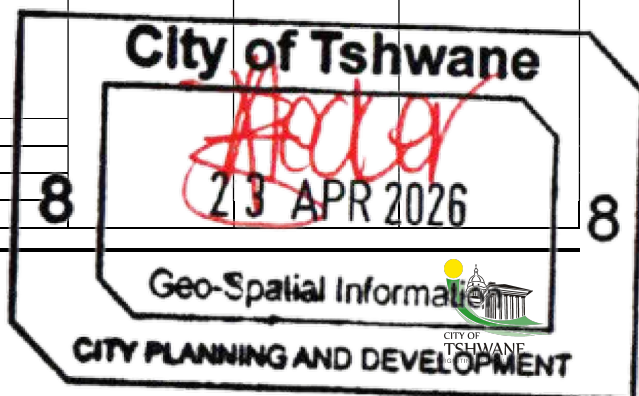 City of Tshwane
8
23 APR 2026
8
Geo-Spatial Information
CITY PLANNING AND DEVELOPMENT
CITY OF
TSHWANE